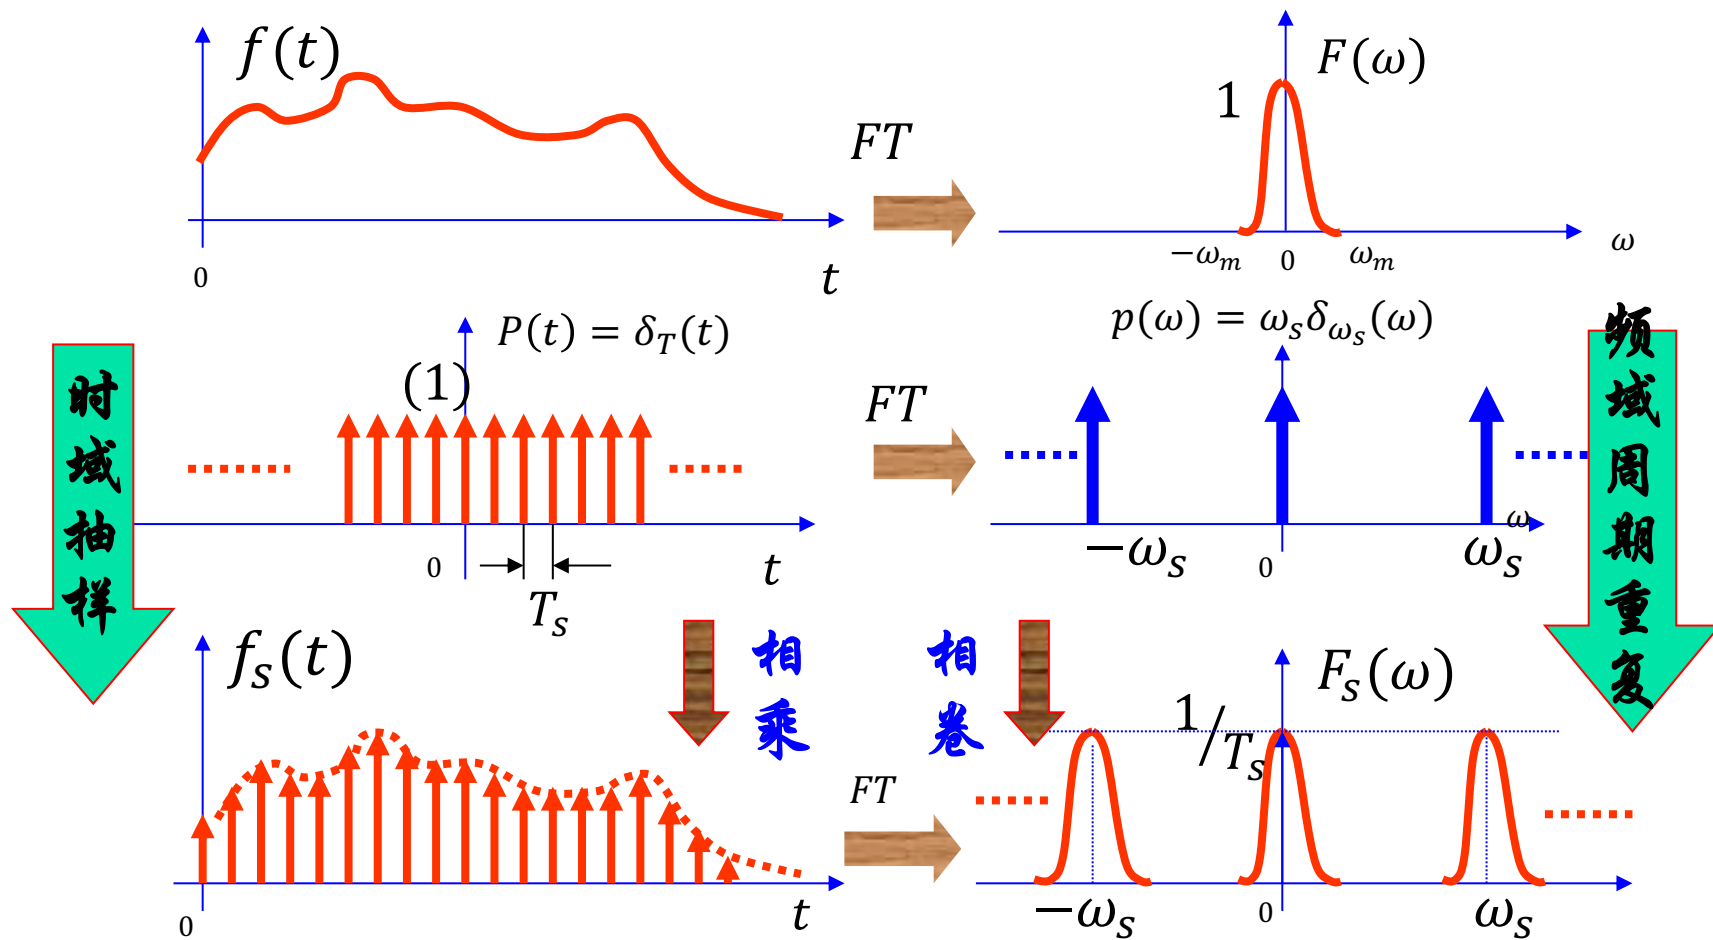 f(t)
F(ω)
1
FT
−ω_m 0 ω_m
ω
0
t
P(t) = δ_T(t)
p(ω) = ω_s δ_{ω_s}(ω)
(1)
FT
时域抽样
频域周期重复
0
t
T_s
−ω_s
0
ω_s
ω
f_s(t)
相乘
相卷
F_s(ω)
1/T_s
FT
0
t
−ω_s
0
ω_s